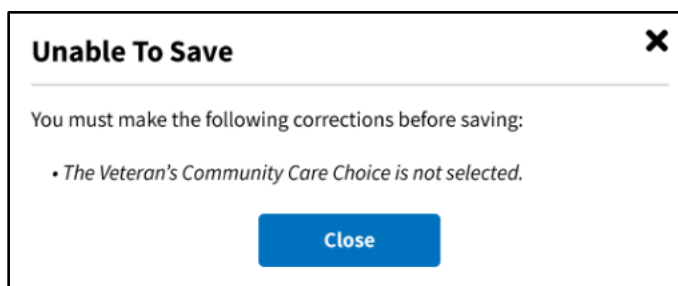 Unable To Save
You must make the following corrections before saving:
• The Veteran’s Community Care Choice is not selected.
Close